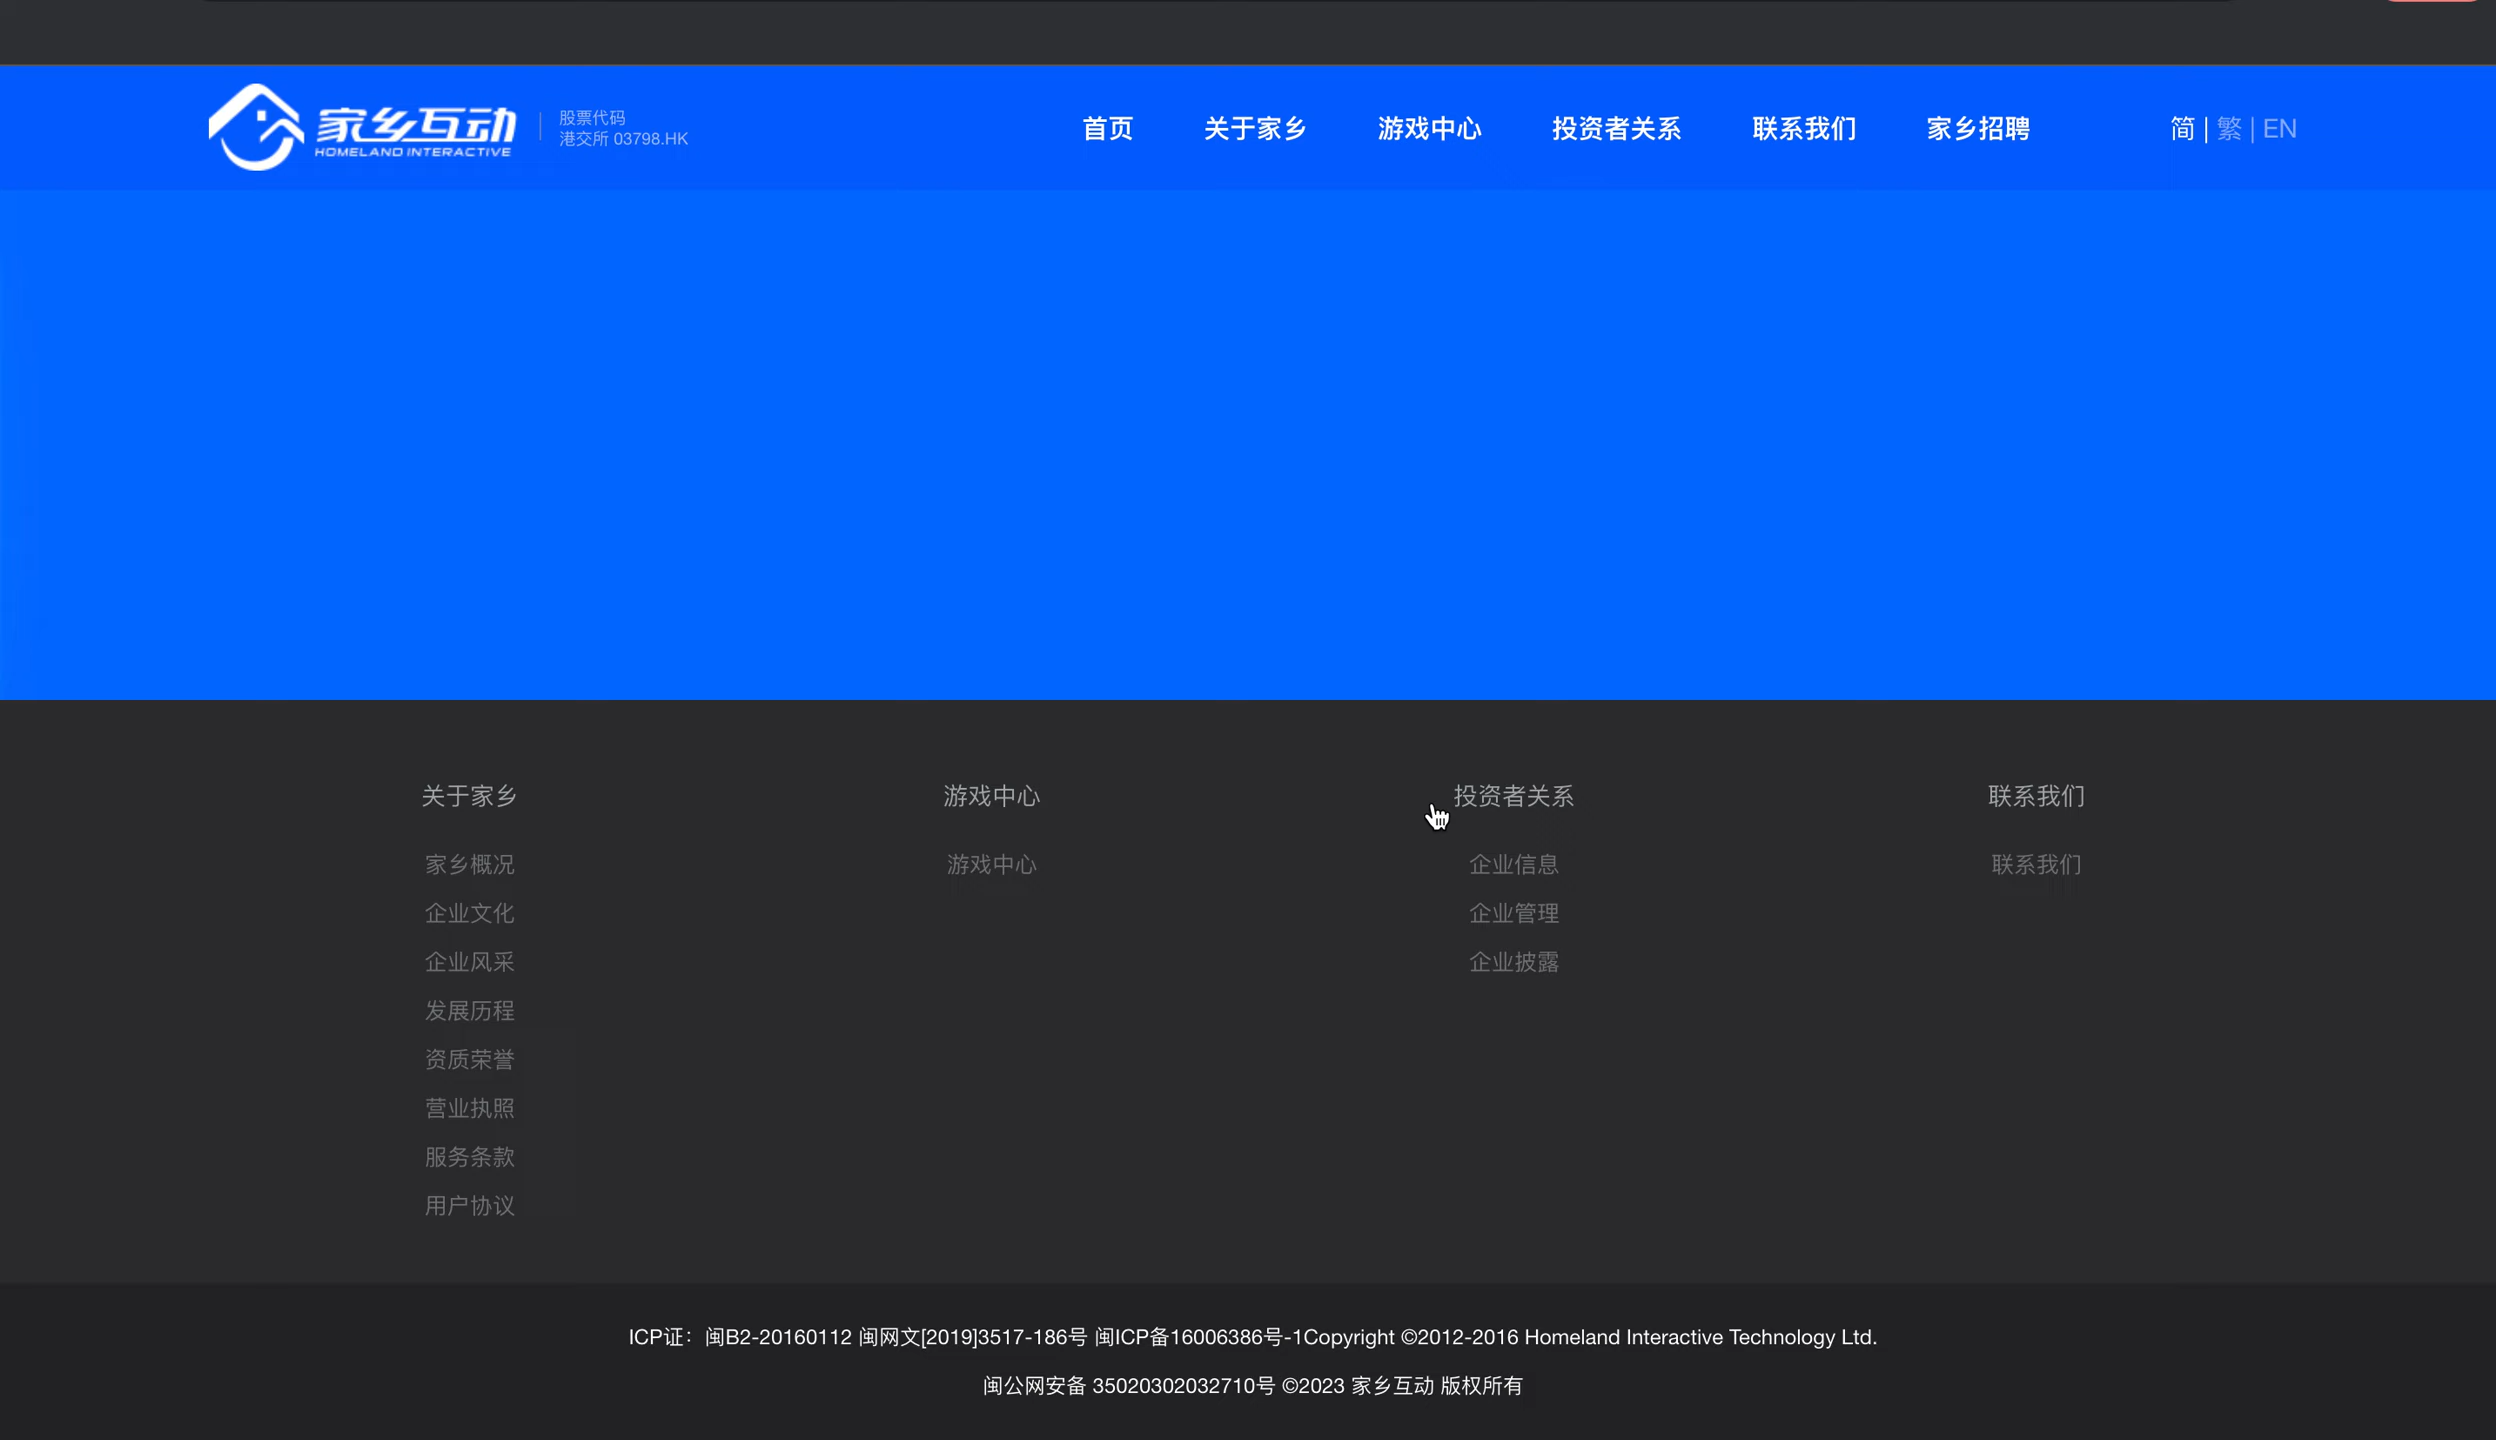 家乡互动
HOMELAND INTERACTIVE
股票代码
港交所 03798.HK
首页 关于家乡 游戏中心 投资者关系 联系我们 家乡招聘 简 | 繁 | EN
关于家乡
家乡概况
企业文化
企业风采
发展历程
资质荣誉
营业执照
服务条款
用户协议
游戏中心
游戏中心
投资者关系
企业信息
企业管理
企业披露
联系我们
联系我们
ICP证：闽B2-20160112 闽网文[2019]3517-186号 闽ICP备16006386号-1Copyright ©2012-2016 Homeland Interactive Technology Ltd.
闽公网安备 35020302032710号 ©2023 家乡互动 版权所有